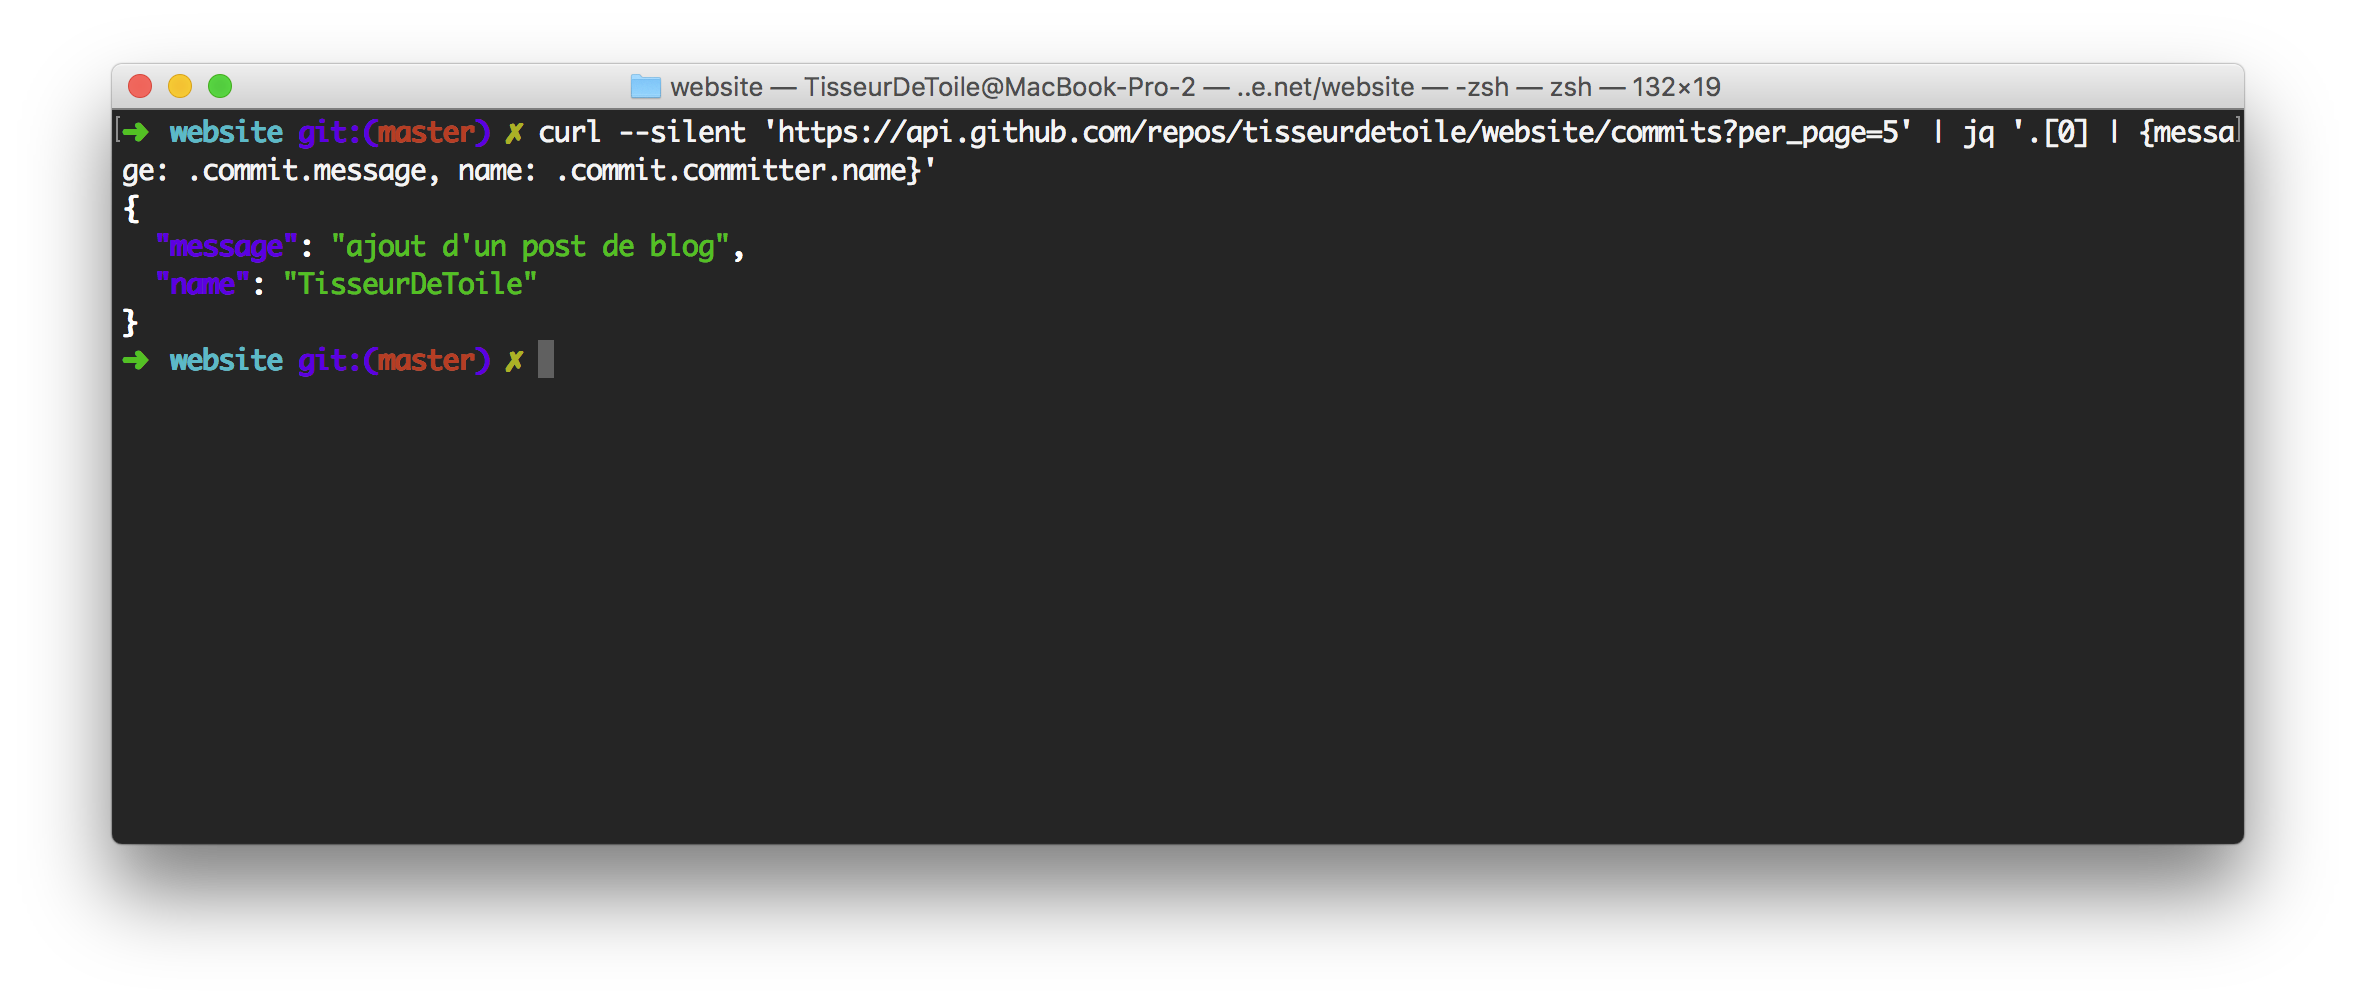 website — TisseurDeToile@MacBook-Pro-2 — ..e.net/website — -zsh — zsh — 132×19
➜  website git:(master) ✗ curl --silent 'https://api.github.com/repos/tisseurdetoile/website/commits?per_page=5' | jq '.[0] | {messa
ge: .commit.message, name: .commit.committer.name}'
{
  "message": "ajout d'un post de blog",
  "name": "TisseurDeToile"
}
➜  website git:(master) ✗